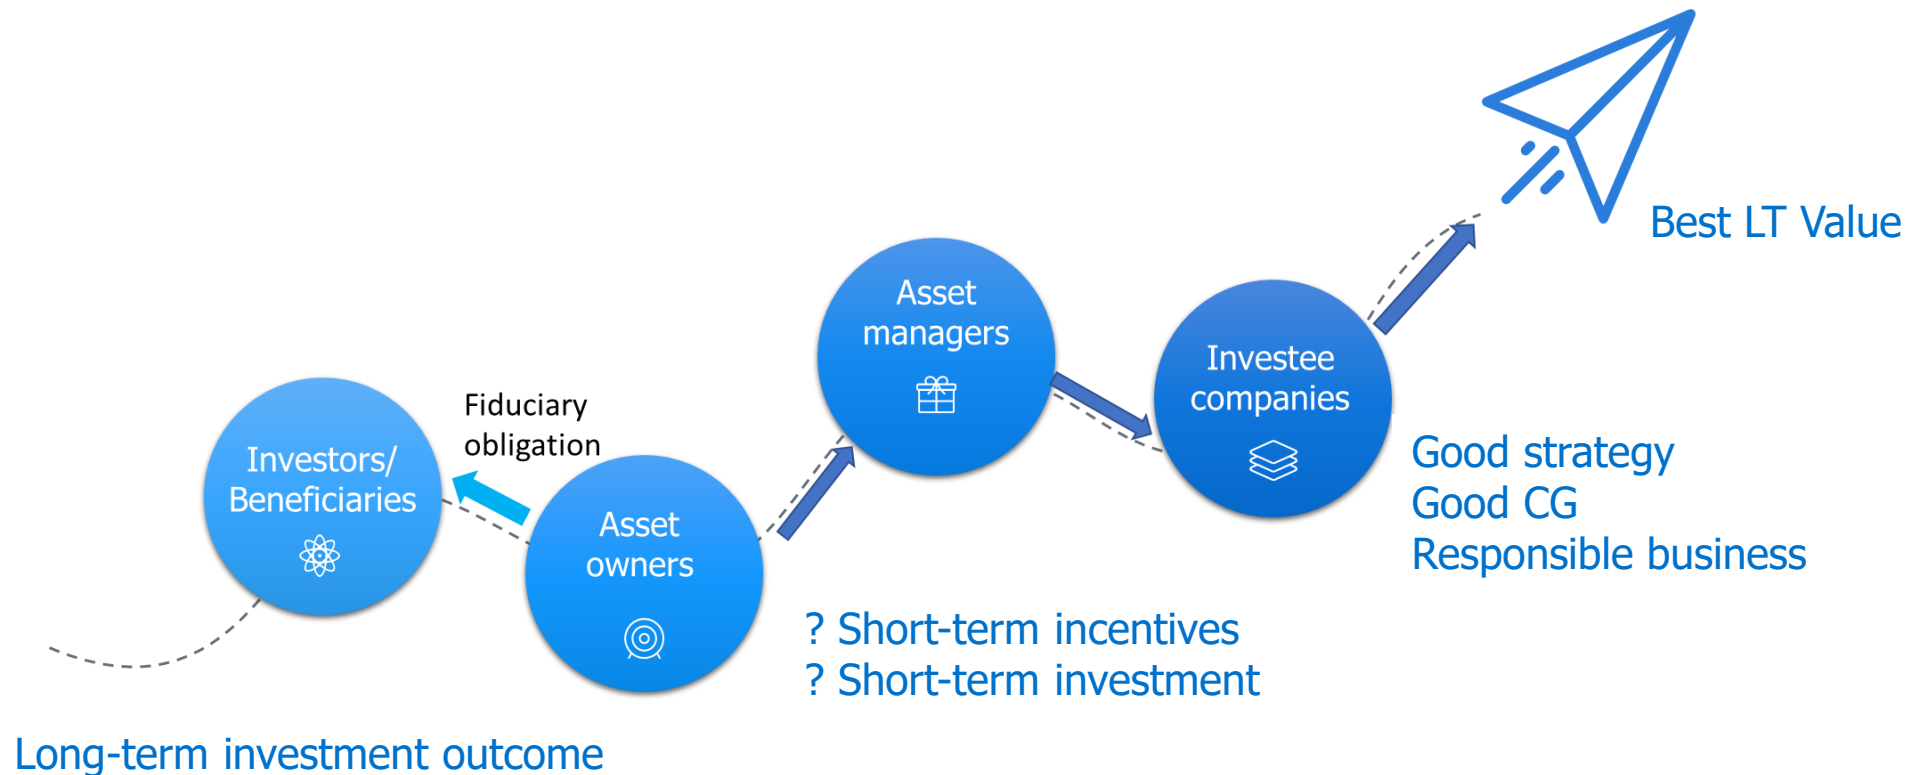 Best LT Value
Asset
managers
Investee
companies
Fiduciary
obligation
Investors/
Beneficiaries
Asset
owners
Good strategy
Good CG
Responsible business
? Short-term incentives
? Short-term investment
Long-term investment outcome